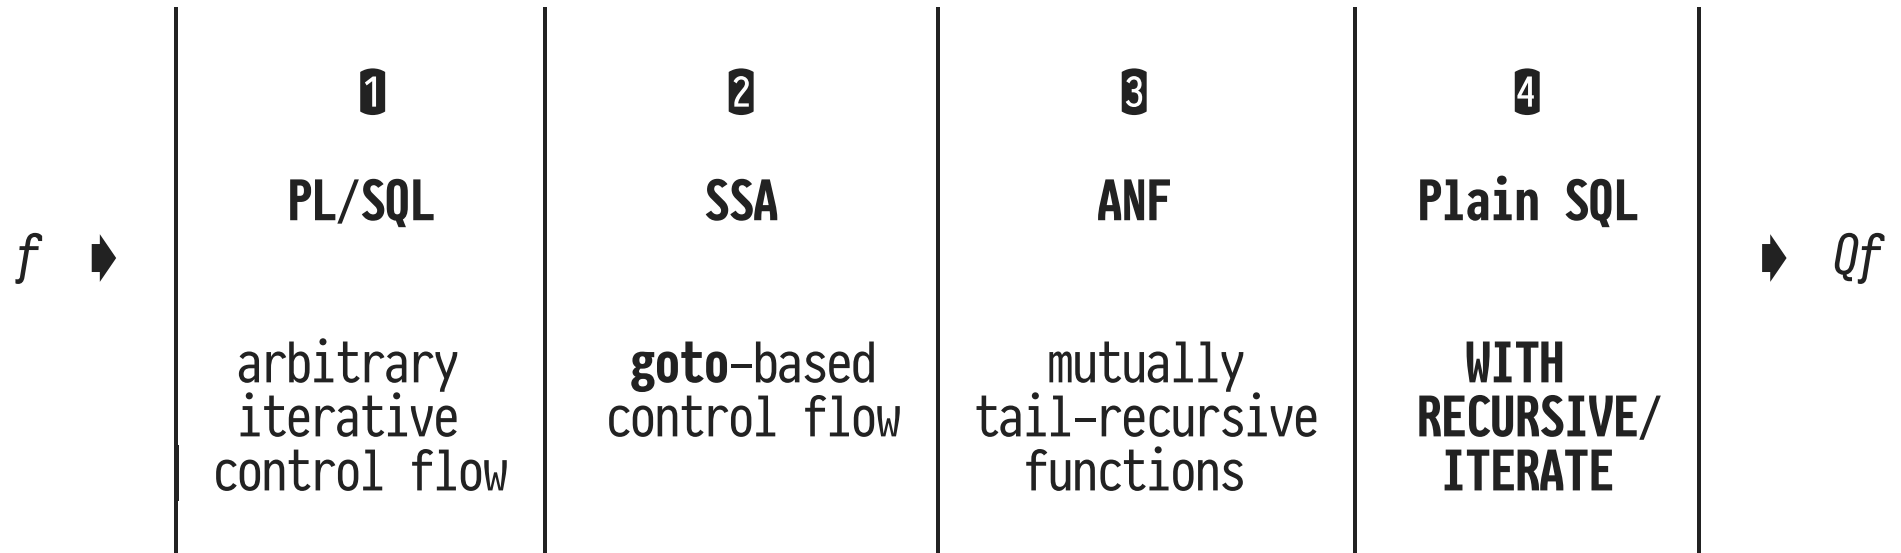 f
1
PL/SQL
arbitrary
iterative
control flow
2
SSA
goto-based
control flow
3
ANF
mutually
tail-recursive
functions
4
Plain SQL
WITH
RECURSIVE/
ITERATE
Qf